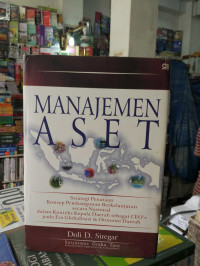 MANAJEMEN
ASET
Strategi Penataan
Konsep Pembangunan Berkelanjutan
secara Nasional
dalam Konteks Kepala Daerah sebagai CEO's
pada Era Globalisasi & Otonomi Daerah
Doli D. Siregar